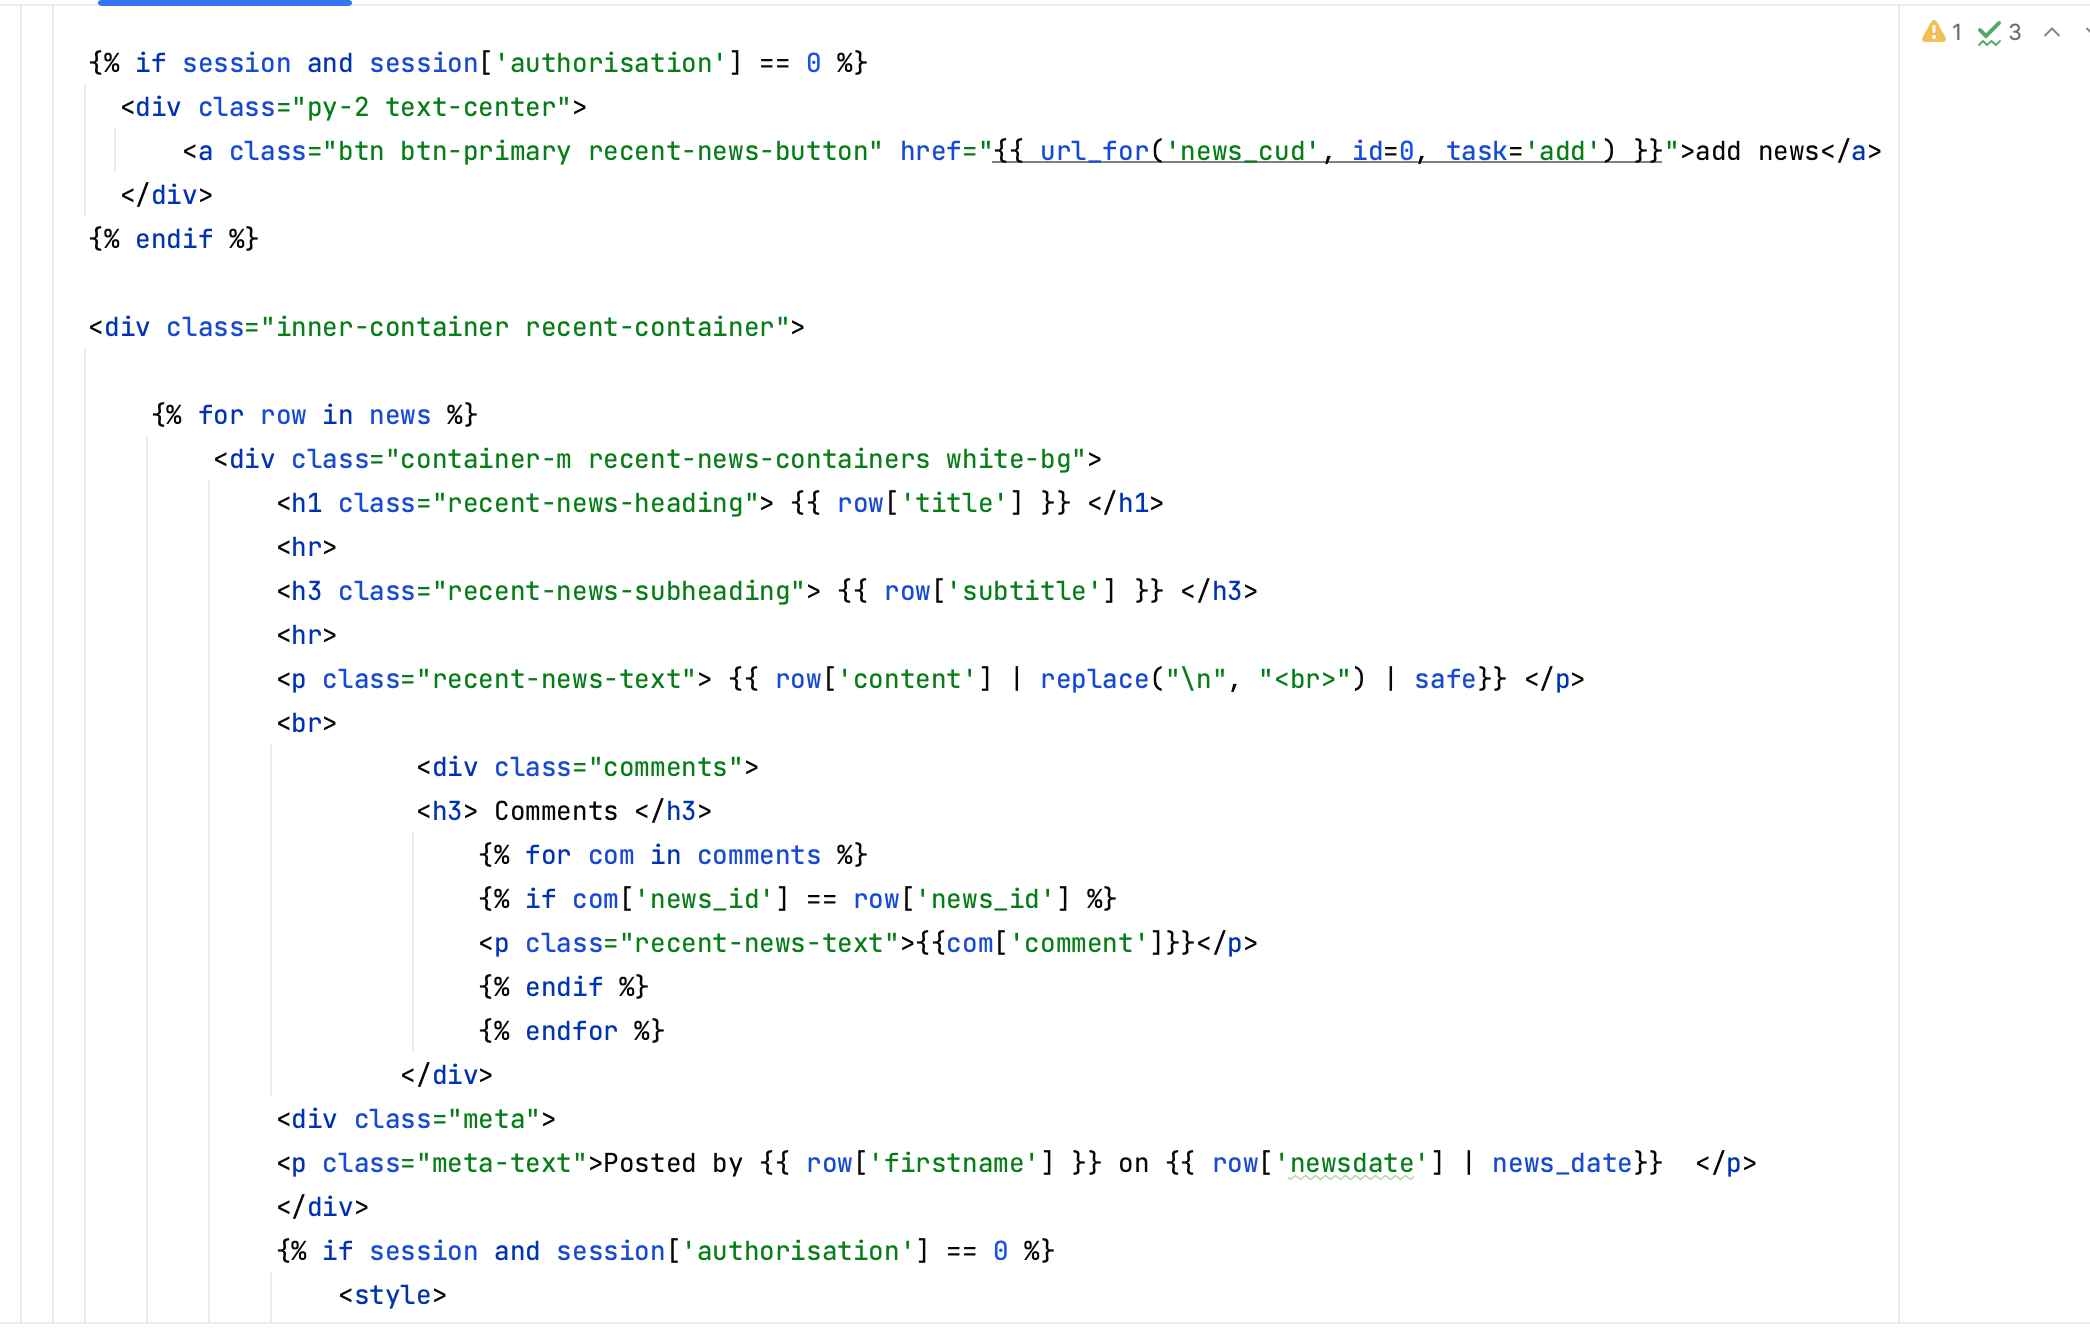 1 3
{% if session and session['authorisation'] == 0 %}
<div class="py-2 text-center">
<a class="btn btn-primary recent-news-button" href="{{ url_for('news_cud', id=0, task='add') }}">add news</a>
</div>
{% endif %}
<div class="inner-container recent-container">
{% for row in news %}
<div class="container-m recent-news-containers white-bg">
<h1 class="recent-news-heading"> {{ row['title'] }} </h1>
<hr>
<h3 class="recent-news-subheading"> {{ row['subtitle'] }} </h3>
<hr>
<p class="recent-news-text"> {{ row['content'] | replace("\n", "<br>") | safe}} </p>
<br>
<div class="comments">
<h3> Comments </h3>
{% for com in comments %}
{% if com['news_id'] == row['news_id'] %}
<p class="recent-news-text">{{com['comment']}}</p>
{% endif %}
{% endfor %}
</div>
<div class="meta">
<p class="meta-text">Posted by {{ row['firstname'] }} on {{ row['newsdate'] | news_date}}  </p>
</div>
{% if session and session['authorisation'] == 0 %}
<style>